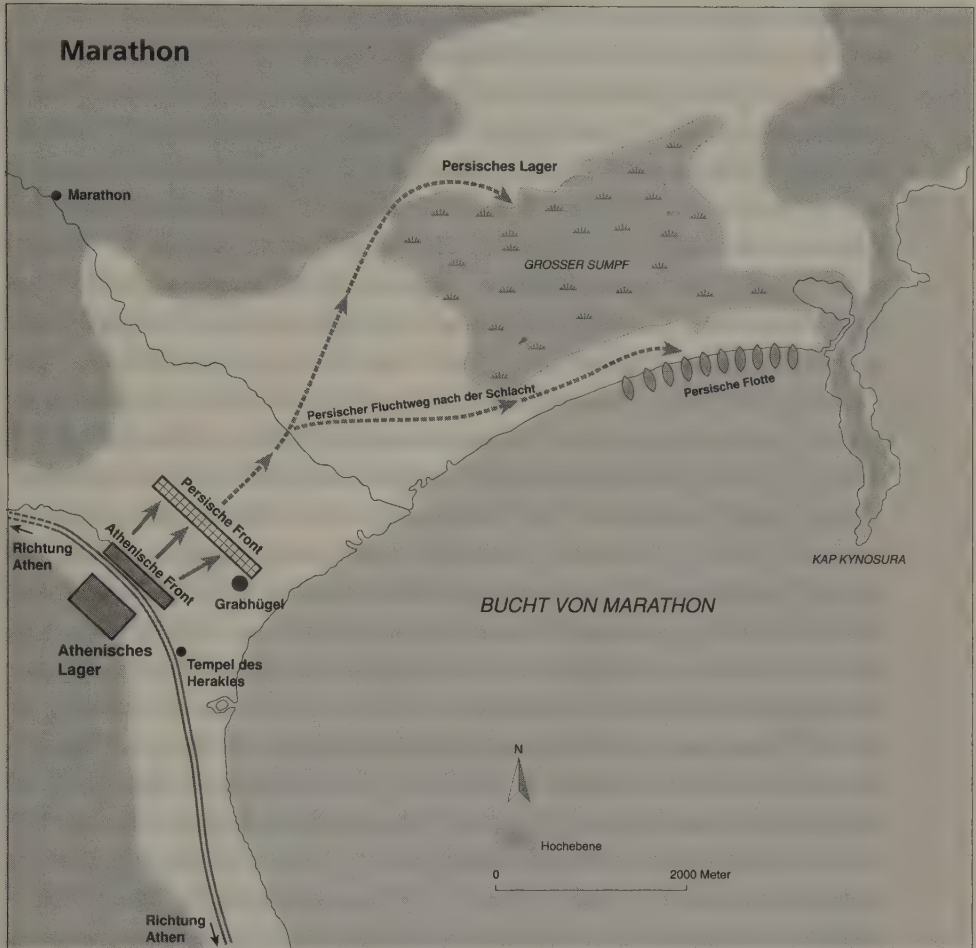 Marathon
Persisches Lager
Marathon
GROSSER SUMPF
Persischer Fluchtweg nach der Schlacht
Persische Flotte
Persische Front
Athenische Front
Richtung
Athen
Grabhügel
KAP KYNOSURA
BUCHT VON MARATHON
Athenisches
Lager
Tempel des
Herakles
N
Hochebene
0 2000 Meter
Richtung
Athen